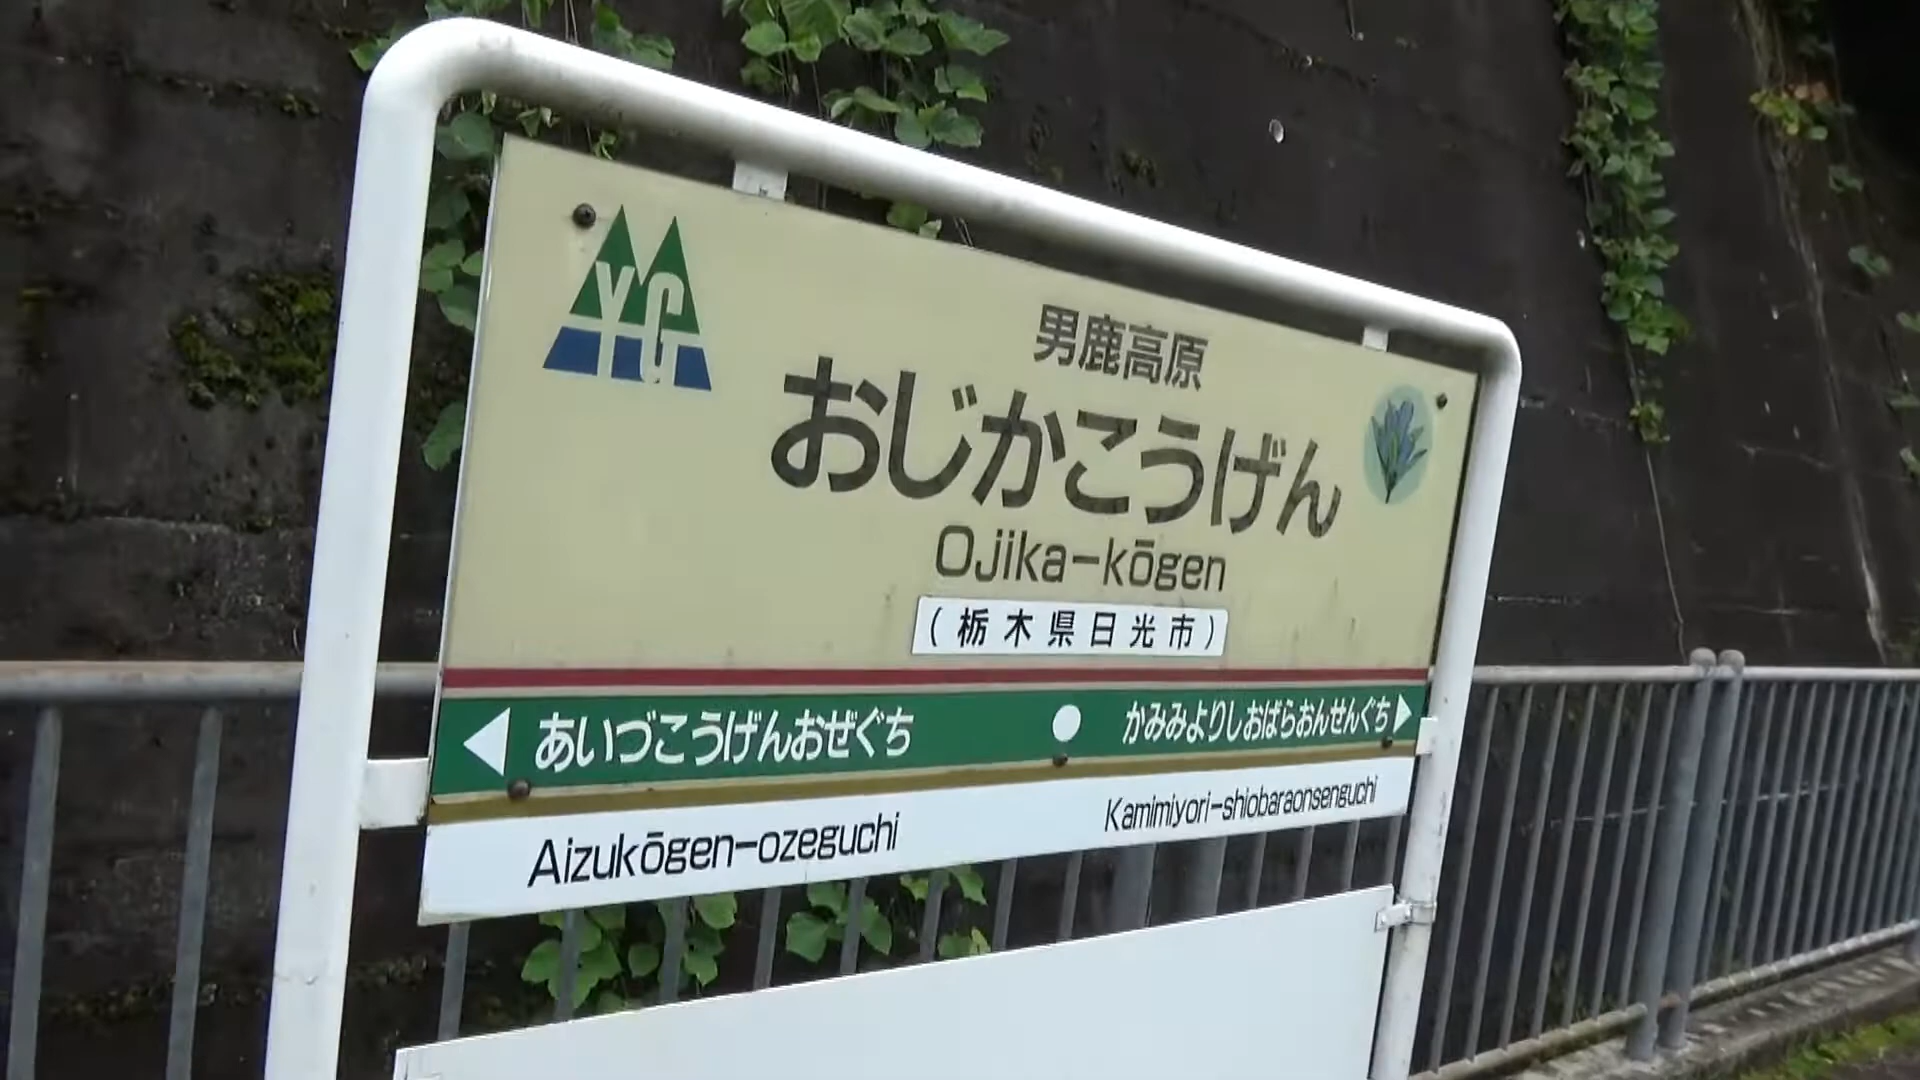 YG
男鹿高原
おじかこうげん
Ojika-kōgen
(栃木県日光市)
あいづこうげんおぜぐち
かみみよりしおばらおんせんぐち
Aizukōgen-ozeguchi
Kamimiyori-shiobaraonsenguchi